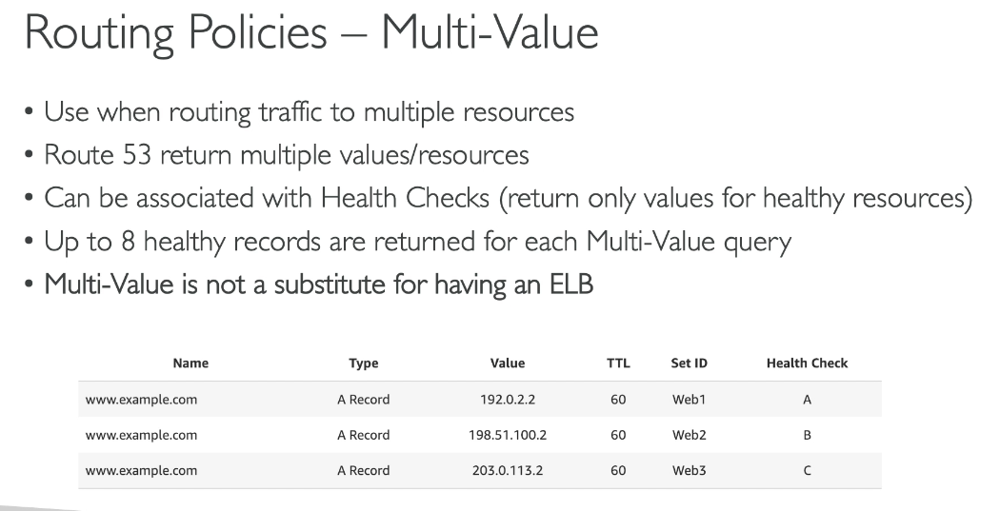 Routing Policies – Multi-Value
• Use when routing traffic to multiple resources
• Route 53 return multiple values/resources
• Can be associated with Health Checks (return only values for healthy resources)
• Up to 8 healthy records are returned for each Multi-Value query
• Multi-Value is not a substitute for having an ELB
Name Type Value TTL Set ID Health Check
www.example.com A Record 192.0.2.2 60 Web1 A
www.example.com A Record 198.51.100.2 60 Web2 B
www.example.com A Record 203.0.113.2 60 Web3 C